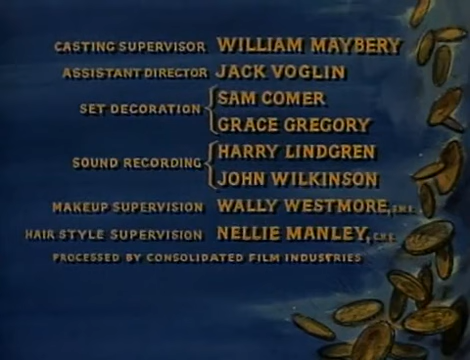 CASTING SUPERVISOR WILLIAM MAYBERY
ASSISTANT DIRECTOR JACK VOGLIN
SET DECORATION SAM COMER
GRACE GREGORY
SOUND RECORDING HARRY LINDGREN
JOHN WILKINSON
MAKEUP SUPERVISION WALLY WESTMORE, S.M.A.
HAIR STYLE SUPERVISION NELLIE MANLEY, C.H.S.
PROCESSED BY CONSOLIDATED FILM INDUSTRIES